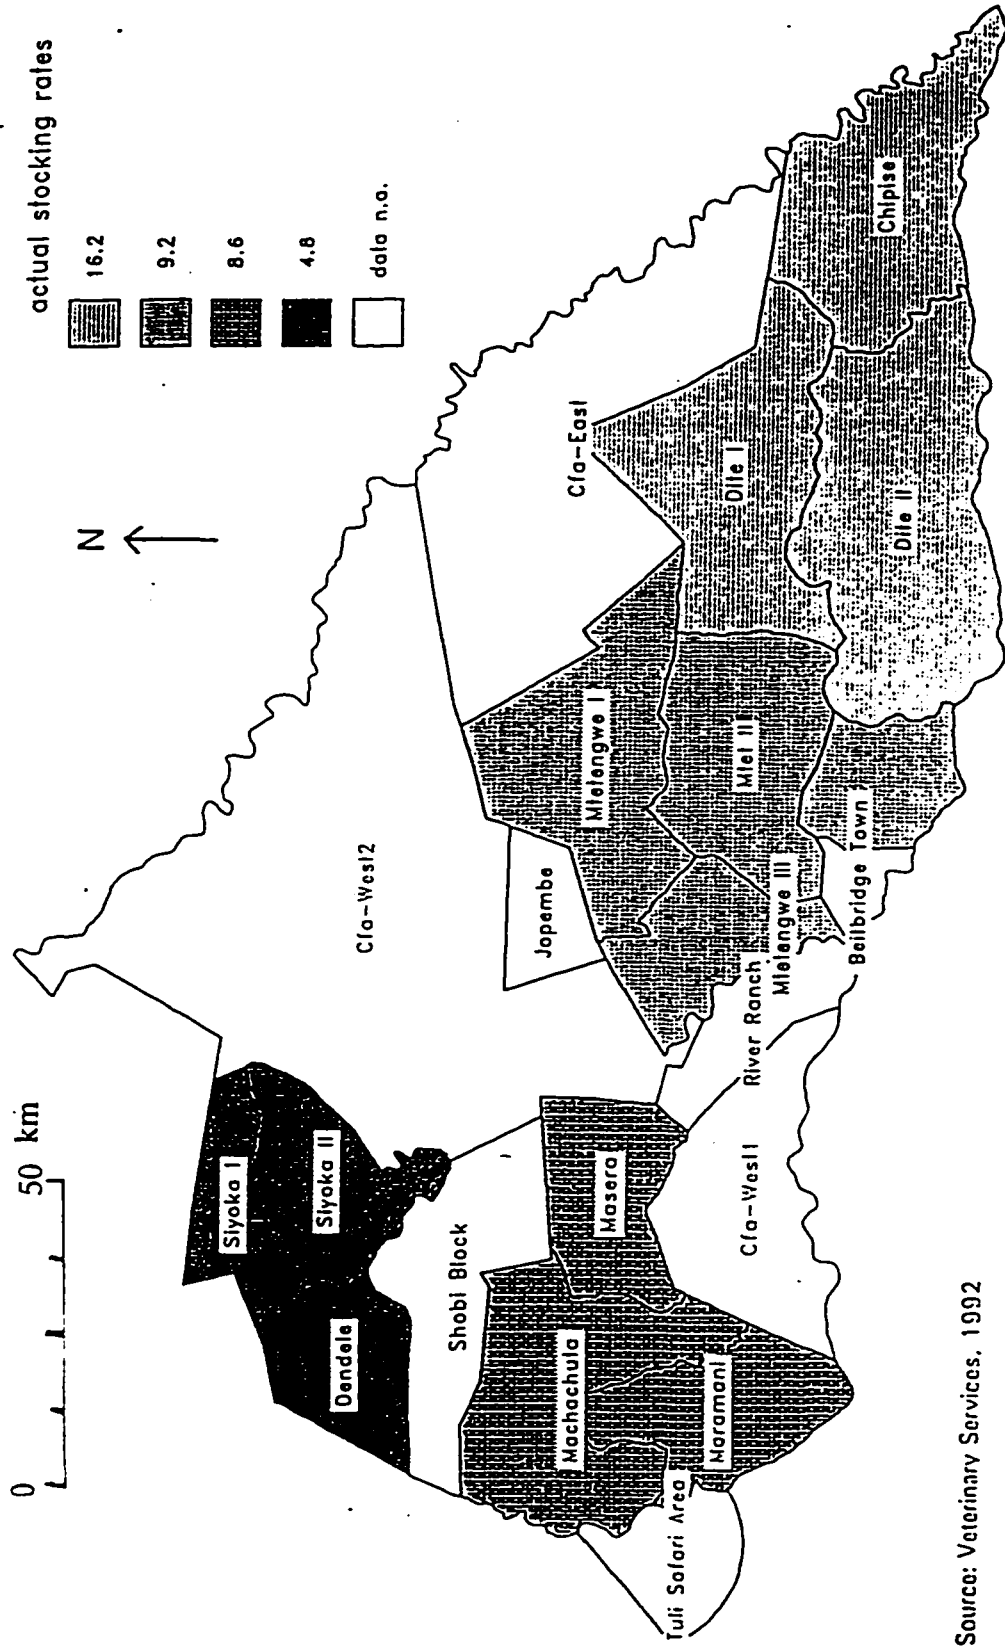 actual stocking rates
16.2
9.2
8.6
4.8
data n.a.
N
0 50 km
Siyoka I
Siyoka II
Dendele
Shobi Block
Machachula
Masera
Maramani
Tuli Safari Area
Cfa-West1
Cfa-West2
Jopembe
River Ranch
Mtetengwe I
Mtet II
Mtetengwe III
Beitbridge Town
Cfa-East
Dite I
Dite II
Chipise
Source: Veterinary Services, 1992